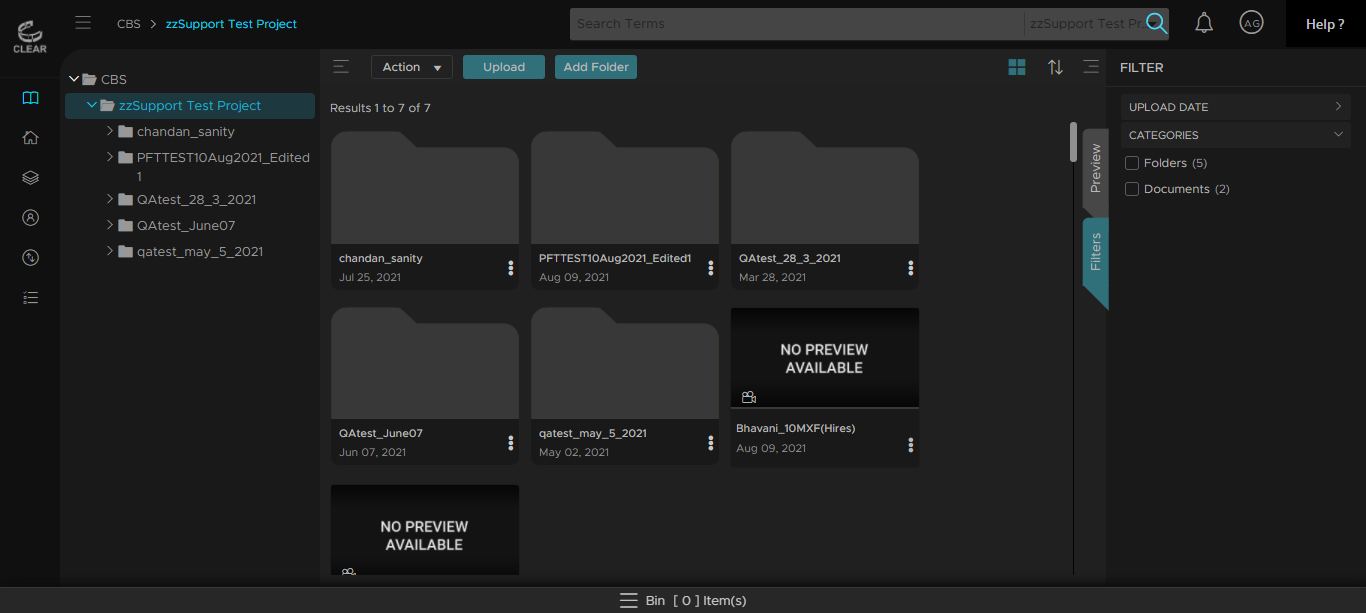 CLEAR
CBS > zzSupport Test Project
Search Terms
zzSupport Test Pr...
AG
Help ?
CBS
zzSupport Test Project
chandan_sanity
PFTTEST10Aug2021_Edited
1
QAtest_28_3_2021
QAtest_June07
qatest_may_5_2021
Action
Upload
Add Folder
Results 1 to 7 of 7
chandan_sanity
Jul 25, 2021
PFTTEST10Aug2021_Edited1
Aug 09, 2021
QAtest_28_3_2021
Mar 28, 2021
QAtest_June07
Jun 07, 2021
qatest_may_5_2021
May 02, 2021
NO PREVIEW
AVAILABLE
Bhavani_10MXF(Hires)
Aug 09, 2021
NO PREVIEW
AVAILABLE
Preview
Filters
FILTER
UPLOAD DATE
CATEGORIES
Folders (5)
Documents (2)
Bin [ 0 ] Item(s)